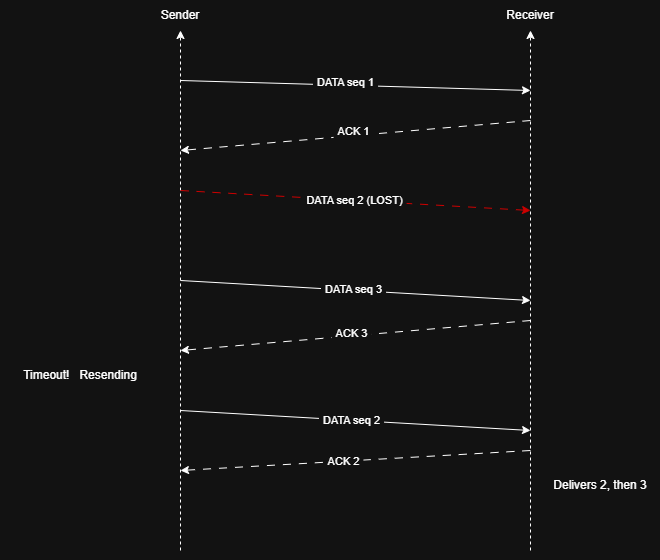 Sender
Receiver
DATA seq 1
ACK 1
DATA seq 2 (LOST)
DATA seq 3
ACK 3
Timeout!   Resending
DATA seq 2
ACK 2
Delivers 2, then 3